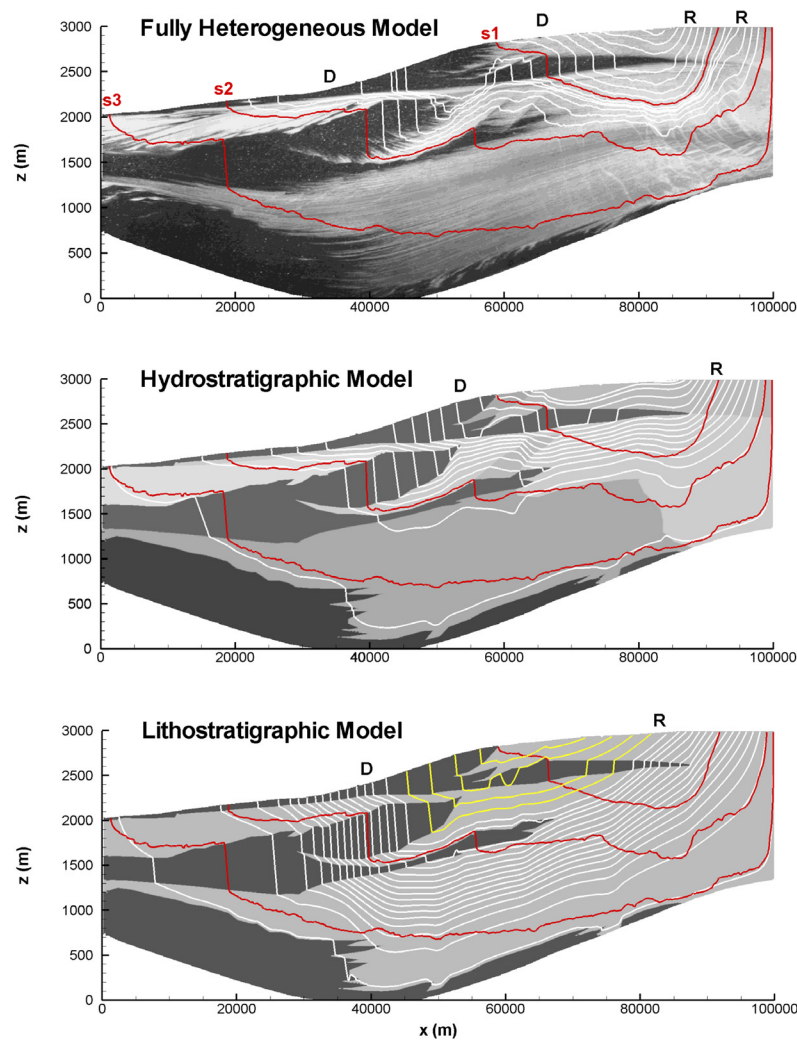 Fully Heterogeneous Model
s1
D
R
R
D
s2
s3
3000
2500
2000
1500
1000
500
0
z (m)
0 20000 40000 60000 80000 100000
Hydrostratigraphic Model
D
R
3000
2500
2000
1500
1000
500
0
z (m)
0 20000 40000 60000 80000 100000
Lithostratigraphic Model
D
R
3000
2500
2000
1500
1000
500
0
z (m)
0 20000 40000 60000 80000 100000
x (m)